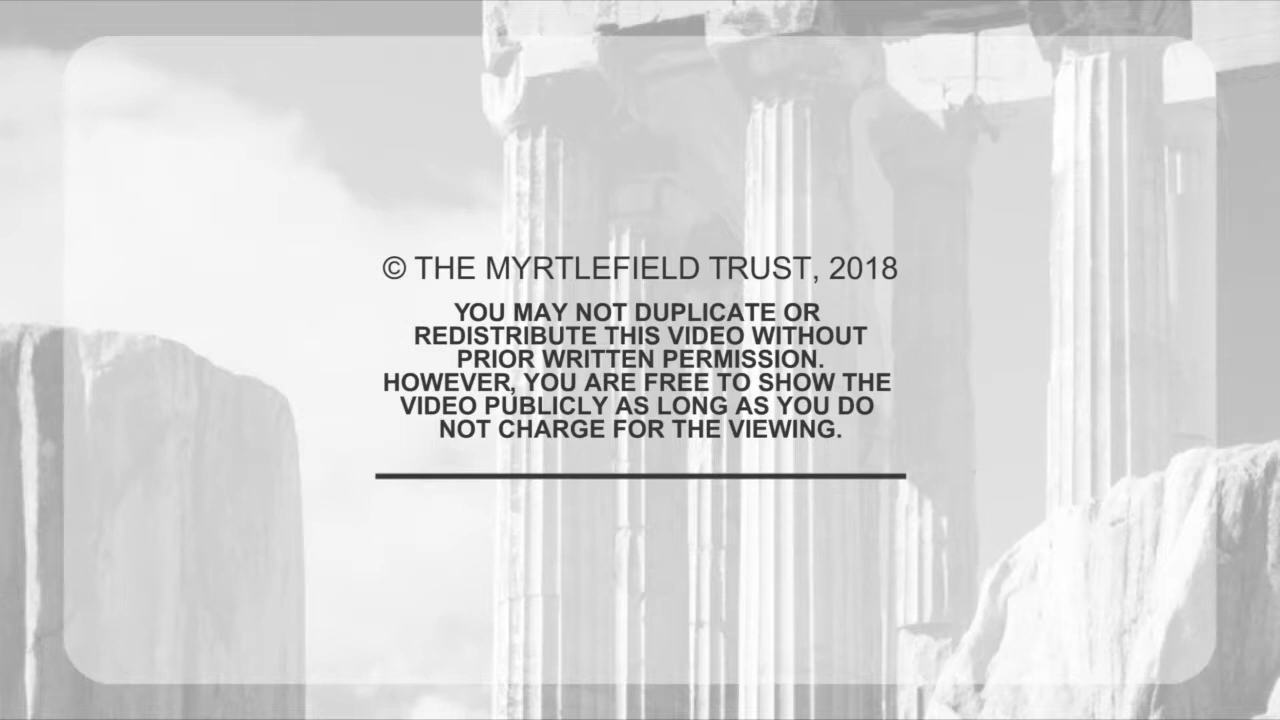 © THE MYRTLEFIELD TRUST, 2018
YOU MAY NOT DUPLICATE OR
REDISTRIBUTE THIS VIDEO WITHOUT
PRIOR WRITTEN PERMISSION.
HOWEVER, YOU ARE FREE TO SHOW THE
VIDEO PUBLICLY AS LONG AS YOU DO
NOT CHARGE FOR THE VIEWING.